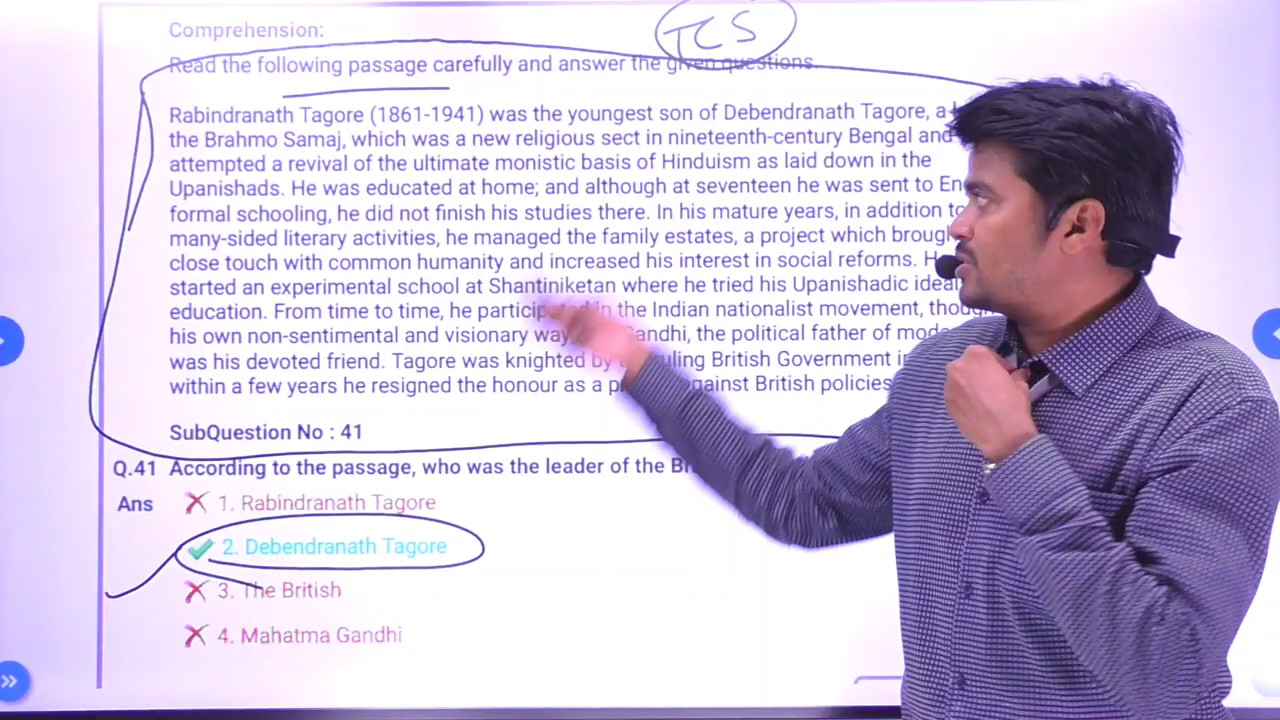 TCS
Comprehension:
Read the following passage carefully and answer the given questions.
Rabindranath Tagore (1861-1941) was the youngest son of Debendranath Tagore, a
the Brahmo Samaj, which was a new religious sect in nineteenth-century Bengal and
attempted a revival of the ultimate monistic basis of Hinduism as laid down in the
Upanishads. He was educated at home; and although at seventeen he was sent to
formal schooling, he did not finish his studies there. In his mature years, in addition to
many-sided literary activities, he managed the family estates, a project which
close touch with common humanity and increased his interest in social reforms.
started an experimental school at Shantiniketan where he tried his Upanishadic
education. From time to time, he participated in the Indian nationalist movement,
his own non-sentimental and visionary Gandhi, the political father of
was his devoted friend. Tagore was knighted by British Government
within a few years he resigned the honour as a against British policies
SubQuestion No : 41
Q.41 According to the passage, who was the leader of the
Ans 1. Rabindranath Tagore
2. Debendranath Tagore
3. The British
4. Mahatma Gandhi